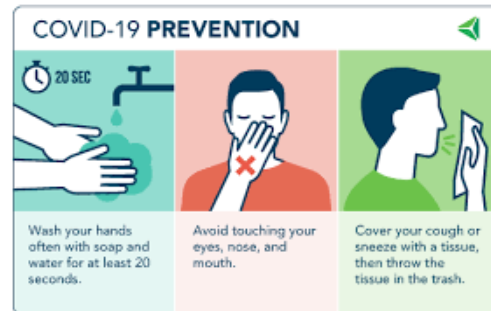 COVID-19 PREVENTION
20 SEC
Wash your hands
often with soap and
water for at least 20
seconds.
Avoid touching your
eyes, nose, and
mouth.
Cover your cough or
sneeze with a tissue,
then throw the
tissue in the trash.